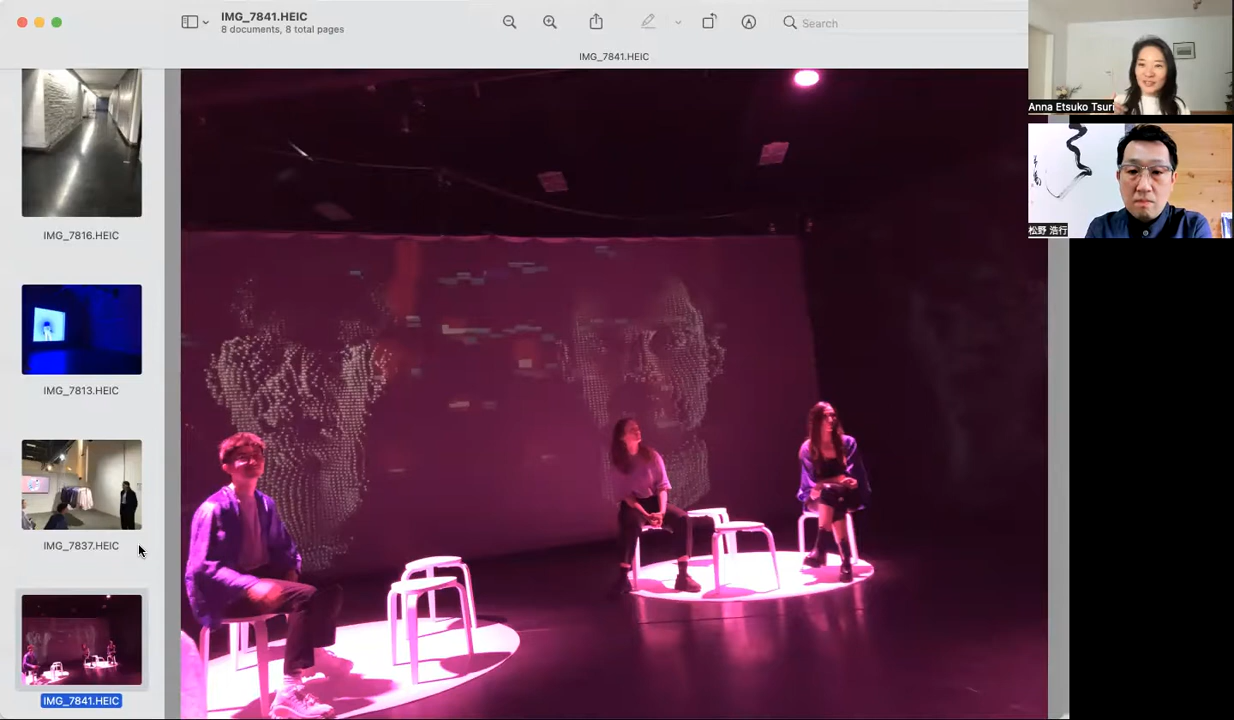 IMG_7841.HEIC
8 documents, 8 total pages
Search
IMG_7841.HEIC
Anna Etsuko Tsuri
松野 浩行
IMG_7816.HEIC
IMG_7813.HEIC
IMG_7837.HEIC
IMG_7841.HEIC